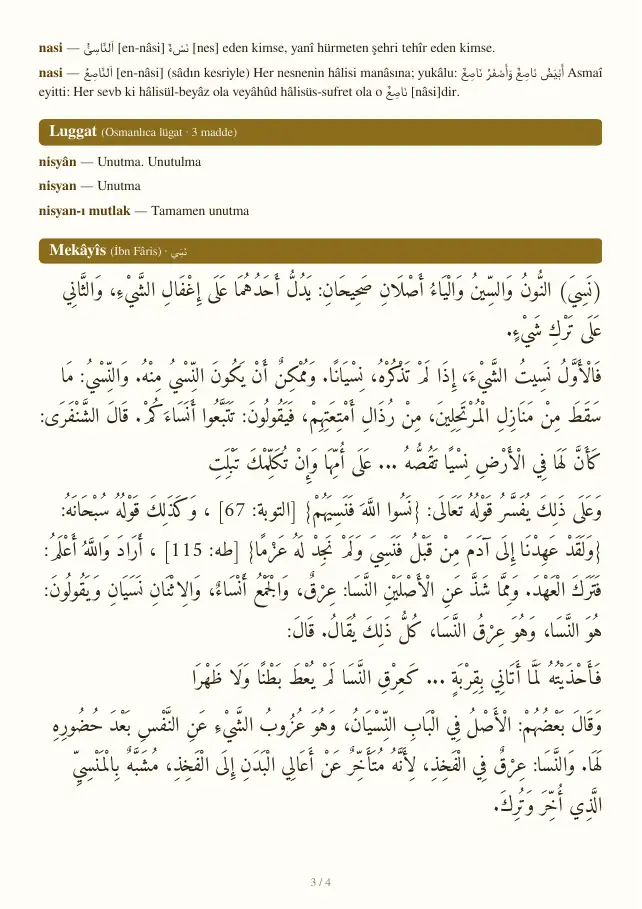 nasi — اَلنَّاسِئُ [en-nâsi] نَسْءٌ [nes] eden kimse, yanî hürmeten şehri tehîr eden kimse.
nasi — اَلنَّاصِعُ [en-nâsi] (sâdın kesriyle) Her nesnenin hâlisi manâsına; yukâlu: أَبْيَضُ نَاصِعٌ وَأَصْفَرُ نَاصِعٌ Asmaî
eyitti: Her sevb ki hâlisül-beyâz ola veyâhûd hâlisüs-sufret ola o نَاصِعٌ [nâsi]dir.
Luggat (Osmanlıca lügat · 3 madde)
nisyân — Unutma. Unutulma
nisyan — Unutma
nisyan-ı mutlak — Tamamen unutma
Mekâyîs (İbn Fâris) · نسي
(نَسِيَ) النُّونُ وَالسِّينُ وَالْيَاءُ أَصْلَانِ صَحِيحَانِ: يَدُلُّ أَحَدُهُمَا عَلَى إِغْفَالِ الشَّيْءِ، وَالثَّانِي
عَلَى تَرْكِ شَيْءٍ.
فَالْأَوَّلُ نَسِيتُ الشَّيْءَ، إِذَا لَمْ تَذْكُرْهُ، نِسْيَانًا. وَمُمْكِنٌ أَنْ يَكُونَ النِّسْيُ مِنْهُ. وَالنِّسْيُ: مَا
سَقَطَ مِنْ مَنَازِلِ الْمُرْتَحِلِينَ، مِنْ رُذَالِ أَمْتِعَتِهِمْ، فَيَقُولُونَ: تَتَبَّعُوا أَنْسَاءَكُمْ. قَالَ الشَّنْفَرَى:
كَأَنَّ لَهَا فِي الْأَرْضِ نِسْيًا تَقُصُّهُ ... عَلَى أُمِّهَا وَإِنْ تُكَلِّمْكَ تَبْلَتِ
وَعَلَى ذَلِكَ يُفَسَّرُ قَوْلُهُ تَعَالَى: {نَسُوا اللَّهَ فَنَسِيَهُمْ} [التوبة: 67] ، وَكَذَلِكَ قَوْلُهُ سُبْحَانَهُ:
{وَلَقَدْ عَهِدْنَا إِلَى آدَمَ مِنْ قَبْلُ فَنَسِيَ وَلَمْ نَجِدْ لَهُ عَزْمًا} [طه: 115] ، أَرَادَ وَاللَّهُ أَعْلَمُ:
فَتَرَكَ الْعَهْدَ. وَمِمَّا شَذَّ عَنِ الْأَصْلَيْنِ النَّسَا: عِرْقٌ، وَالْجَمْعُ أَنْسَاءٌ، وَالِاثْنَانِ نَسَيَانِ وَيَقُولُونَ:
هُوَ النَّسَا، وَهُوَ عِرْقُ النَّسَا، كُلُّ ذَلِكَ يُقَالُ. قَالَ:
فَأَحْذَيْتُهُ لَمَّا أَتَانِي بِقِرْبَةٍ ... كَعِرْقِ النَّسَا لَمْ يُعْطَ بَطْنًا وَلَا ظَهْرَا
وَقَالَ بَعْضُهُمْ: الْأَصْلُ فِي الْبَابِ النِّسْيَانُ، وَهُوَ عُزُوبُ الشَّيْءِ عَنِ النَّفْسِ بَعْدَ حُضُورِهِ
لَهَا. وَالنَّسَا: عِرْقٌ فِي الْفَخِذِ، لِأَنَّهُ مُتَأَخِّرٌ عَنْ أَعَالِي الْبَدَنِ إِلَى الْفَخِذِ، مُشَبَّهٌ بِالْمَنْسِيِّ
الَّذِي أُخِّرَ وَتُرِكَ.
3 / 4